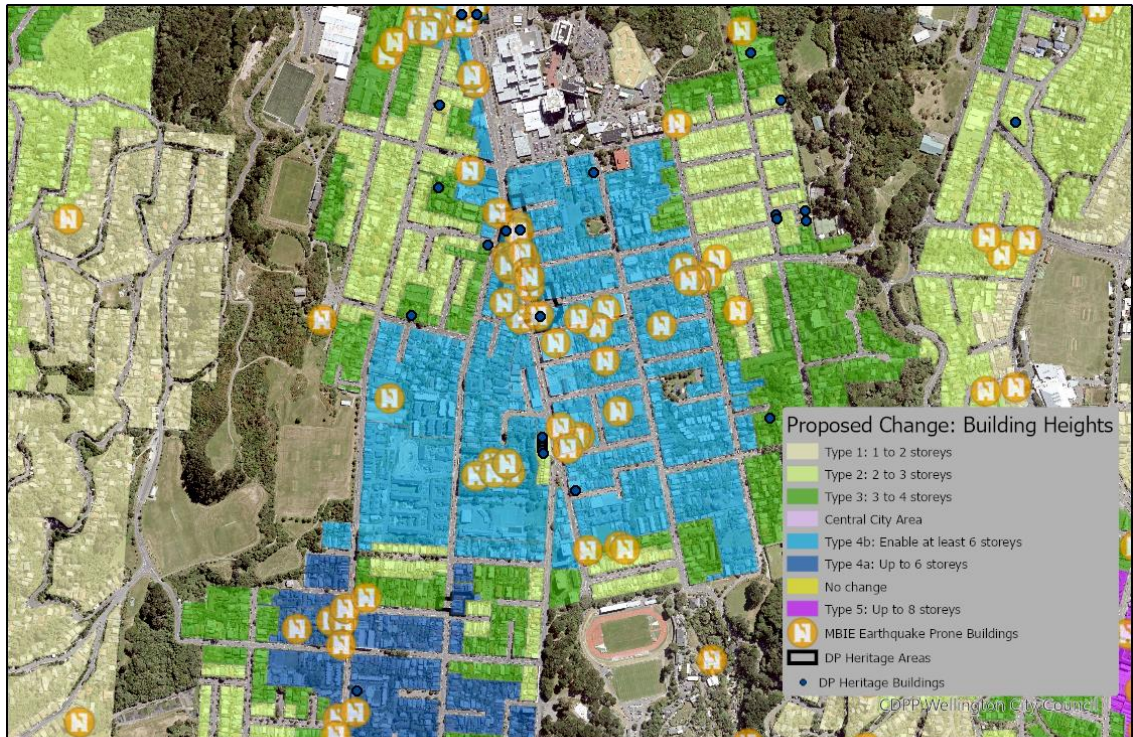 Proposed Change: Building Heights
Type 1: 1 to 2 storeys
Type 2: 2 to 3 storeys
Type 3: 3 to 4 storeys
Central City Area
Type 4b: Enable at least 6 storeys
Type 4a: Up to 6 storeys
No change
Type 5: Up to 8 storeys
MBIE Earthquake Prone Buildings
DP Heritage Areas
DP Heritage Buildings
CDPP Wellington City Council